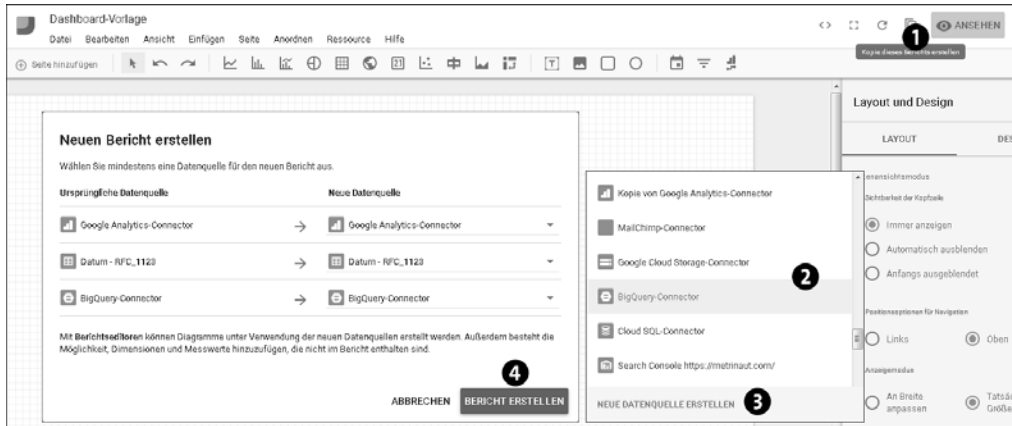 Dashboard-Vorlage
Datei Bearbeiten Ansicht Einfügen Seite Anordnen Ressource Hilfe
ANSEHEN
1
Kopie dieses Berichts erstellen
Seite hinzufügen
Neuen Bericht erstellen
Wählen Sie mindestens eine Datenquelle für den neuen Bericht aus.
Ursprüngliche Datenquelle Neue Datenquelle
Google Analytics-Connector Google Analytics-Connector
Datum - RFC_1123 Datum - RFC_1123
BigQuery-Connector BigQuery-Connector
Mit Berichtseditoren können Diagramme unter Verwendung der neuen Datenquellen erstellt werden. Außerdem besteht die
Möglichkeit, Dimensionen und Messwerte hinzuzufügen, die nicht im Bericht enthalten sind.
4
ABBRECHEN BERICHT ERSTELLEN
Kopie von Google Analytics-Connector
MailChimp-Connector
Google Cloud Storage-Connector
2
BigQuery-Connector
Cloud SQL-Connector
Search Console https://metrinaut.com/
NEUE DATENQUELLE ERSTELLEN 3
Layout und Design
LAYOUT DES
enansichtsmodus
Sichtbarkeit der Kopfzeile
Immer anzeigen
Automatisch ausblenden
Anfangs ausgeblendet
Positionsoptionen für Navigation
Links Oben
Anzeigemodus
An Breite
anpassen
Tatsäc
Größe